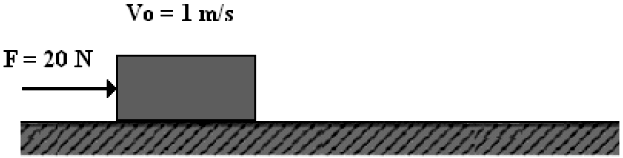 Vo = 1 m/s
F = 20 N